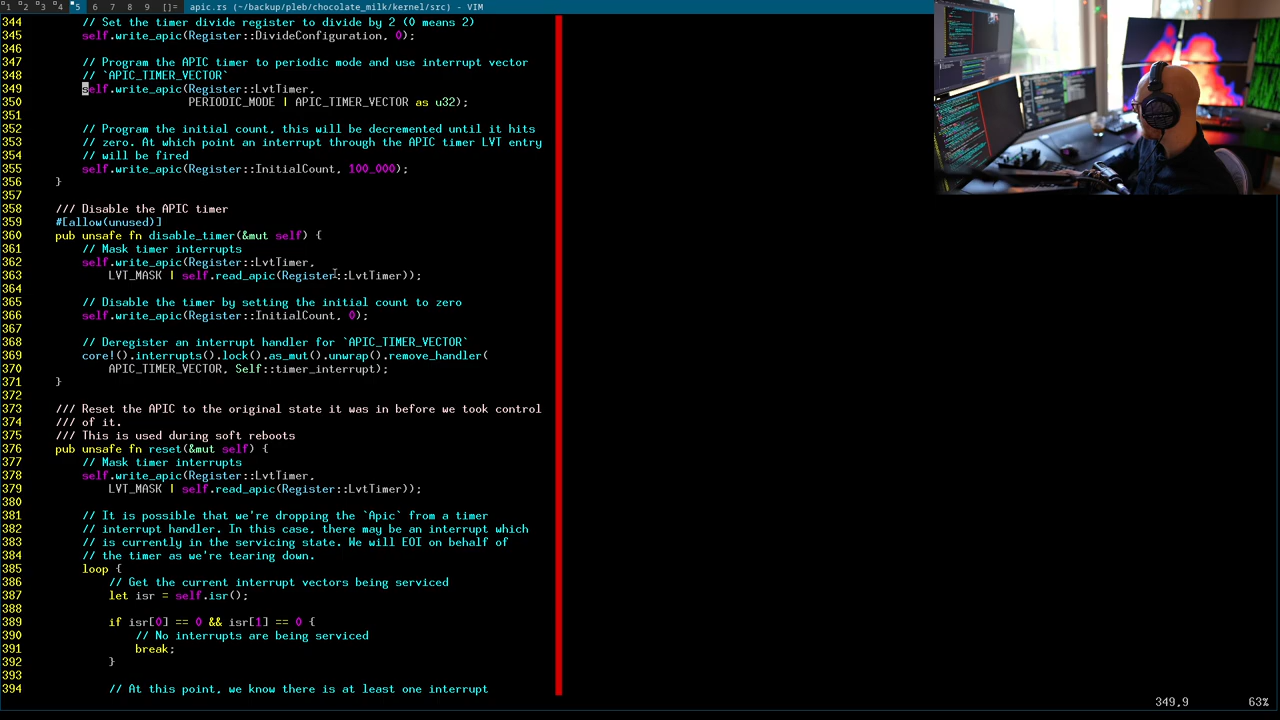 1 2 3 4 5 6 7 8 9 []= apic.rs (~/backup/pleb/chocolate_milk/kernel/src) - VIM
344 // Set the timer divide register to divide by 2 (0 means 2)
345 self.write_apic(Register::DivideConfiguration, 0);
346
347 // Program the APIC timer to periodic mode and use interrupt vector
348 // `APIC_TIMER_VECTOR`
349 self.write_apic(Register::LvtTimer,
350 PERIODIC_MODE | APIC_TIMER_VECTOR as u32);
351
352 // Program the initial count, this will be decremented until it hits
353 // zero. At which point an interrupt through the APIC timer LVT entry
354 // will be fired
355 self.write_apic(Register::InitialCount, 100_000);
356 }
357
358 /// Disable the APIC timer
359 #[allow(unused)]
360 pub unsafe fn disable_timer(&mut self) {
361 // Mask timer interrupts
362 self.write_apic(Register::LvtTimer,
363 LVT_MASK | self.read_apic(Register::LvtTimer));
364
365 // Disable the timer by setting the initial count to zero
366 self.write_apic(Register::InitialCount, 0);
367
368 // Deregister an interrupt handler for `APIC_TIMER_VECTOR`
369 core!().interrupts().lock().as_mut().unwrap().remove_handler(
370 APIC_TIMER_VECTOR, Self::timer_interrupt);
371 }
372
373 /// Reset the APIC to the original state it was in before we took control
374 /// of it.
375 /// This is used during soft reboots
376 pub unsafe fn reset(&mut self) {
377 // Mask timer interrupts
378 self.write_apic(Register::LvtTimer,
379 LVT_MASK | self.read_apic(Register::LvtTimer));
380
381 // It is possible that we're dropping the `Apic` from a timer
382 // interrupt handler. In this case, there may be an interrupt which
383 // is currently in the servicing state. We will EOI on behalf of
384 // the timer as we're tearing down.
385 loop {
386 // Get the current interrupt vectors being serviced
387 let isr = self.isr();
388
389 if isr[0] == 0 && isr[1] == 0 {
390 // No interrupts are being serviced
391 break;
392 }
393
394 // At this point, we know there is at least one interrupt
349,9 63%